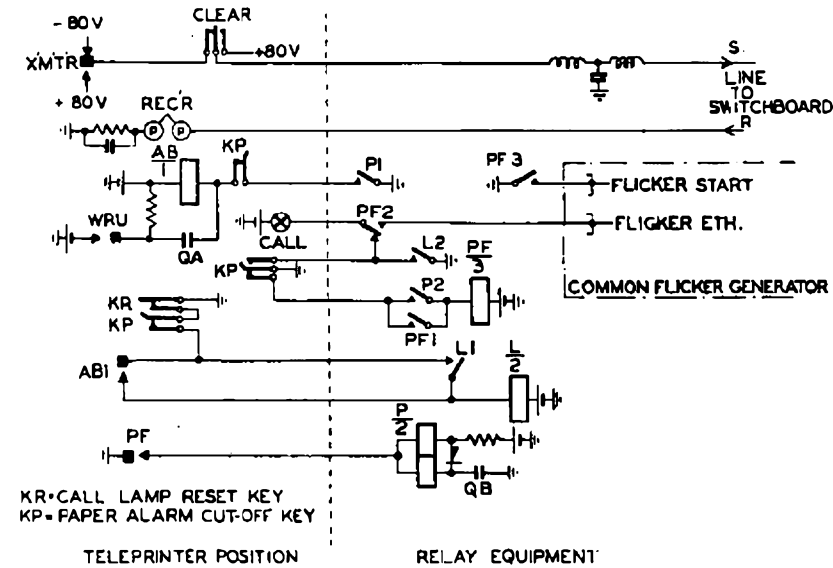 CLEAR
- 80V
+80V
XMTR
S.
LINE
TO
SWITCHBOARD
R
+ 80V
REC'R
P P
AB
1
KP
P1
PF3
FLICKER START
WRU
QA
CALL
PF2
FLIGKER ETH.
L2
PF
3
KP
COMMON FLICKER GENERATOR
KR
KP
P2
PF1
L1
L
2
AB1
P
2
PF
QB
KR=CALL LAMP RESET KEY
KP=PAPER ALARM CUT-OFF KEY
TELEPRINTER POSITION
RELAY EQUIPMENT